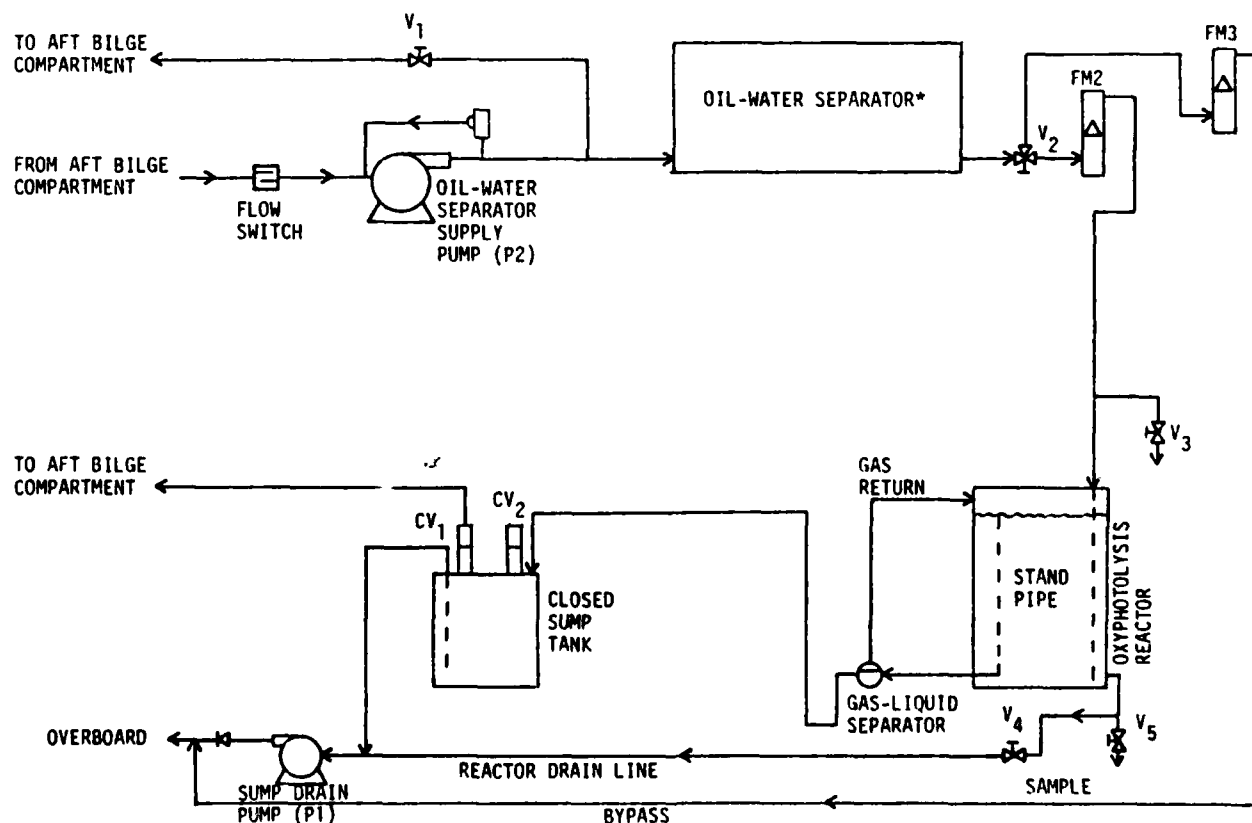 V1
TO AFT BILGE
COMPARTMENT
FM3
FM2
OIL-WATER SEPARATOR*
V2
FROM AFT BILGE
COMPARTMENT
FLOW
SWITCH
OIL-WATER
SEPARATOR
SUPPLY
PUMP (P2)
V3
TO AFT BILGE
COMPARTMENT
GAS
RETURN
CV1
CV2
CLOSED
SUMP
TANK
STAND
PIPE
OXYPHOTOLYSIS
REACTOR
GAS-LIQUID
SEPARATOR
V4
V5
OVERBOARD
REACTOR DRAIN LINE
SAMPLE
SUMP DRAIN
PUMP (P1)
BYPASS